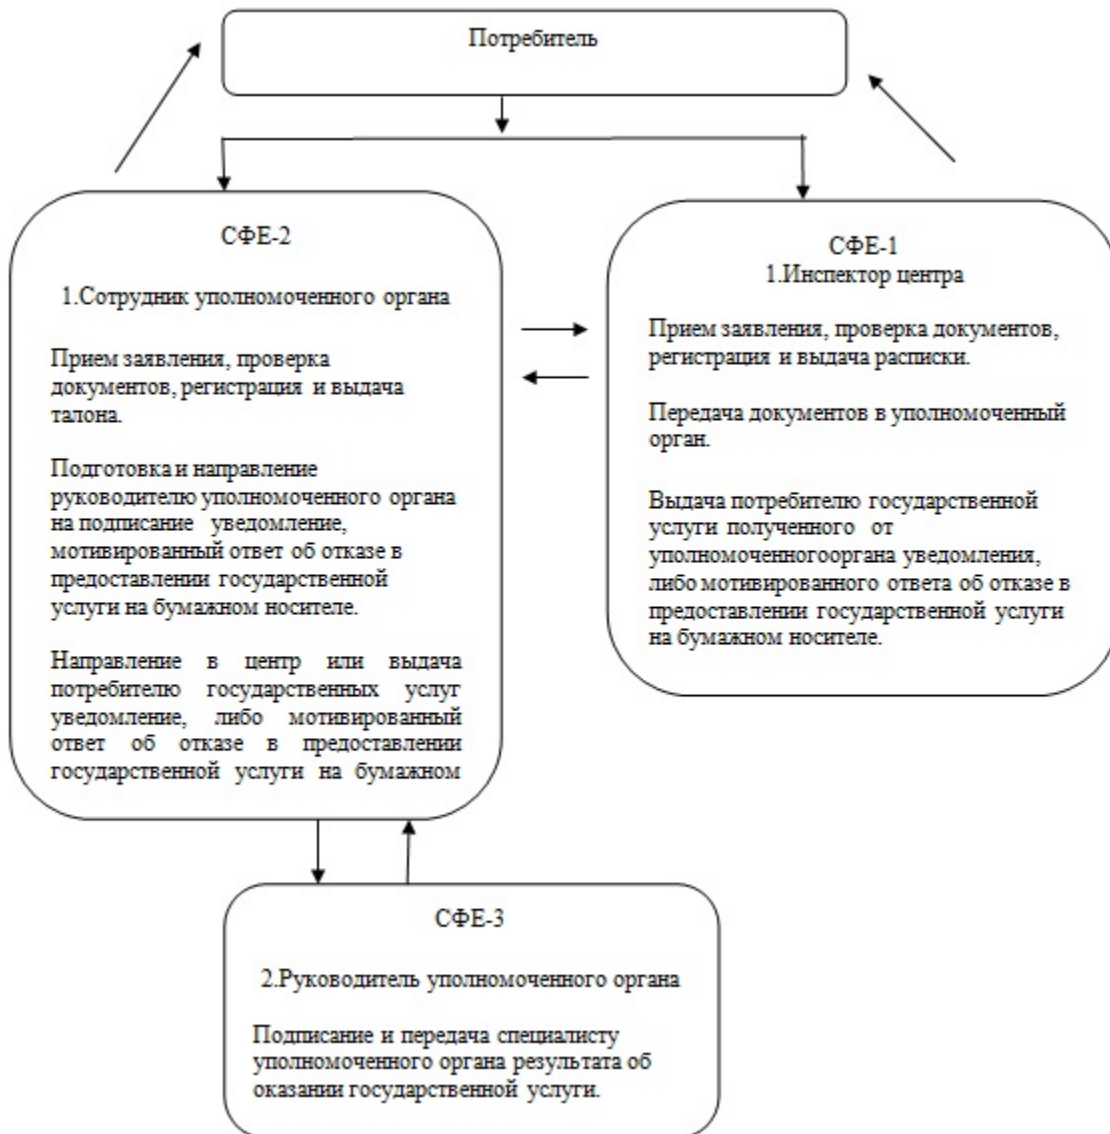 Потребитель
СФЕ-2
1.Сотрудник уполномоченного органа
Прием заявления, проверка
документов, регистрация и выдача
талона.
Подготовка и направление
руководителю уполномоченного органа
на подписание уведомление,
мотивированный ответ об отказе в
предоставлении государственной
услуги на бумажном носителе.
Направление в центр или выдача
потребителю государственных услуг
уведомление, либо мотивированный
ответ об отказе в предоставлении
государственной услуги на бумажном
СФЕ-1
1.Инспектор центра
Прием заявления, проверка документов,
регистрация и выдача расписки.
Передача документов в уполномоченный
орган.
Выдача потребителю государственной
услуги полученного от
уполномоченногооргана уведомления,
либо мотивированного ответа об отказе в
предоставлении государственной услуги
на бумажном носителе.
СФЕ-3
2.Руководитель уполномоченного органа
Подписание и передача специалисту
уполномоченного органа результата об
оказании государственной услуги.